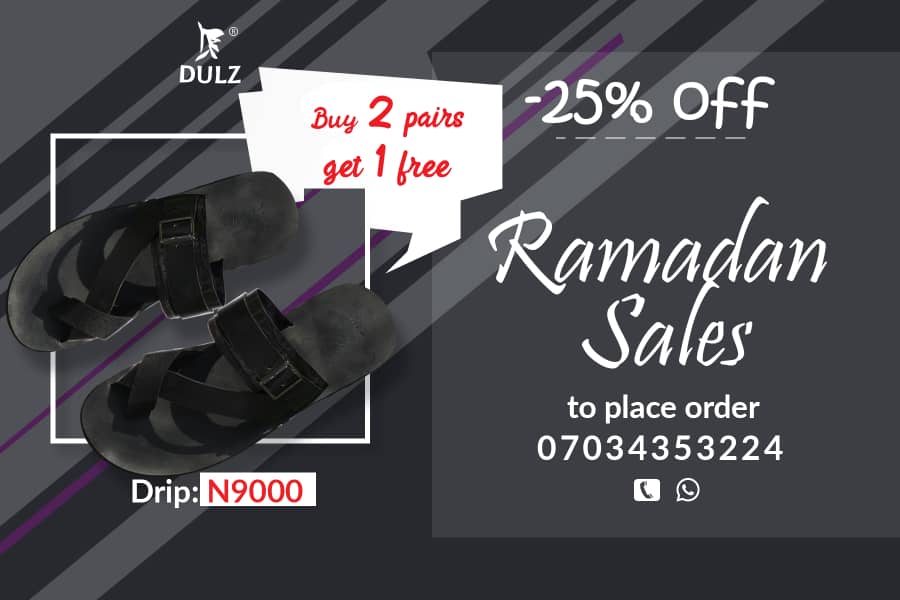 DULZ ®
Buy 2 pairs
get 1 free
-25% Off
Ramadan
Sales
to place order
07034353224
Drip: N9000